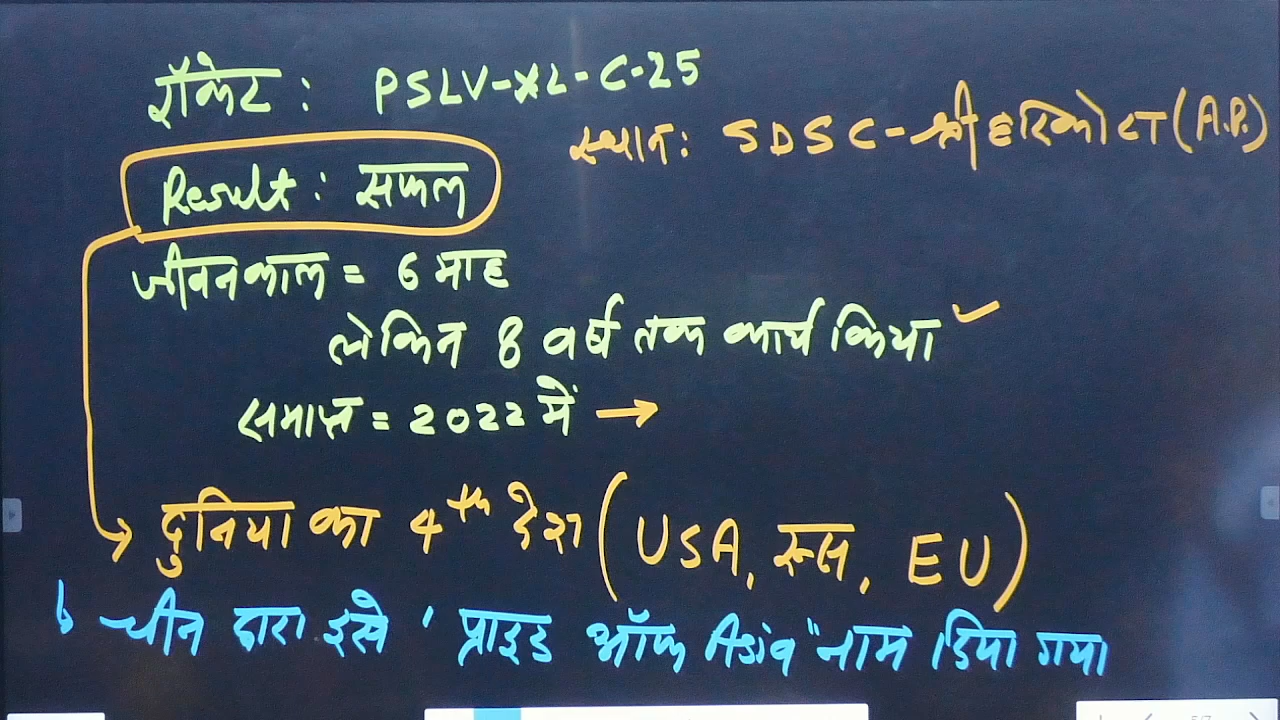 रॉकेट : PSLV-XL-C-25
स्थान: SDSC-श्रीहरिकोटा (A.P.)
Result : सफल
जीवनकाल = 6 माह
लेकिन 8 वर्ष तक कार्य किया
समाप्त = 2022 में →
→ दुनिया का 4th देश (USA, रूस, EU)
↳ चीन द्वारा इसे ' प्राइड ऑफ Asia" नाम दिया गया